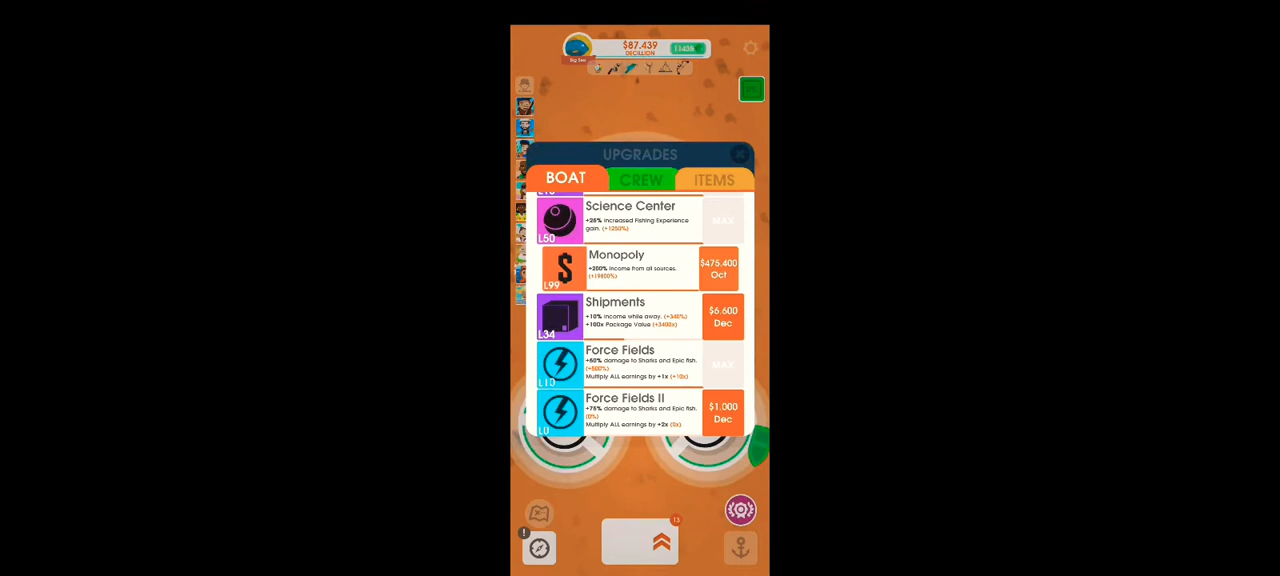 $87.439
DECILLION
11435
Big Sea
UPGRADES
BOAT
CREW
ITEMS
Science Center
+25% increased Fishing Experience
gain. (+1250%)
L50
MAX
Monopoly
+200% income from all sources.
(+19800%)
L99
$475.400
Oct
Shipments
+10% income while away. (+340%)
+100x Package Value (+3400x)
L34
$6.600
Dec
Force Fields
+50% damage to Sharks and Epic fish.
(+500%)
Multiply ALL earnings by +1x (+10x)
L10
MAX
Force Fields II
+75% damage to Sharks and Epic fish.
(0%)
Multiply ALL earnings by +2x (0x)
L0
$1.000
Dec
13
!